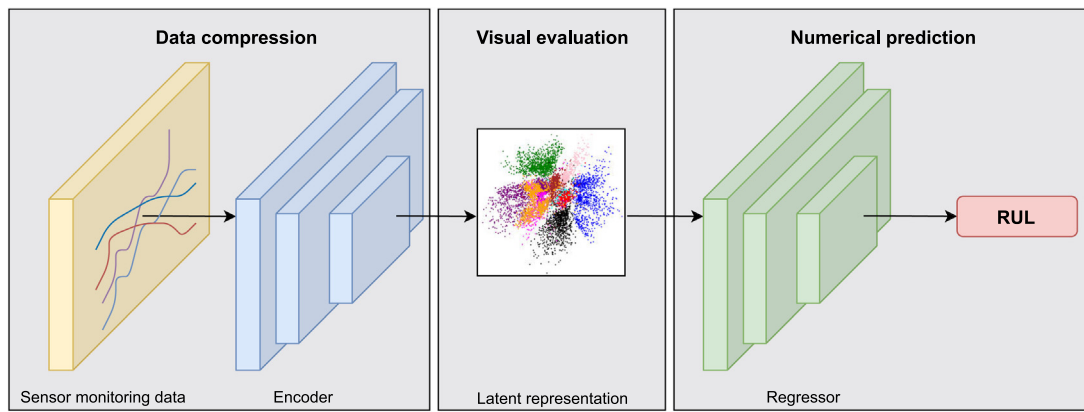 Data compression
Visual evaluation
Numerical prediction
RUL
Sensor monitoring data
Encoder
Latent representation
Regressor